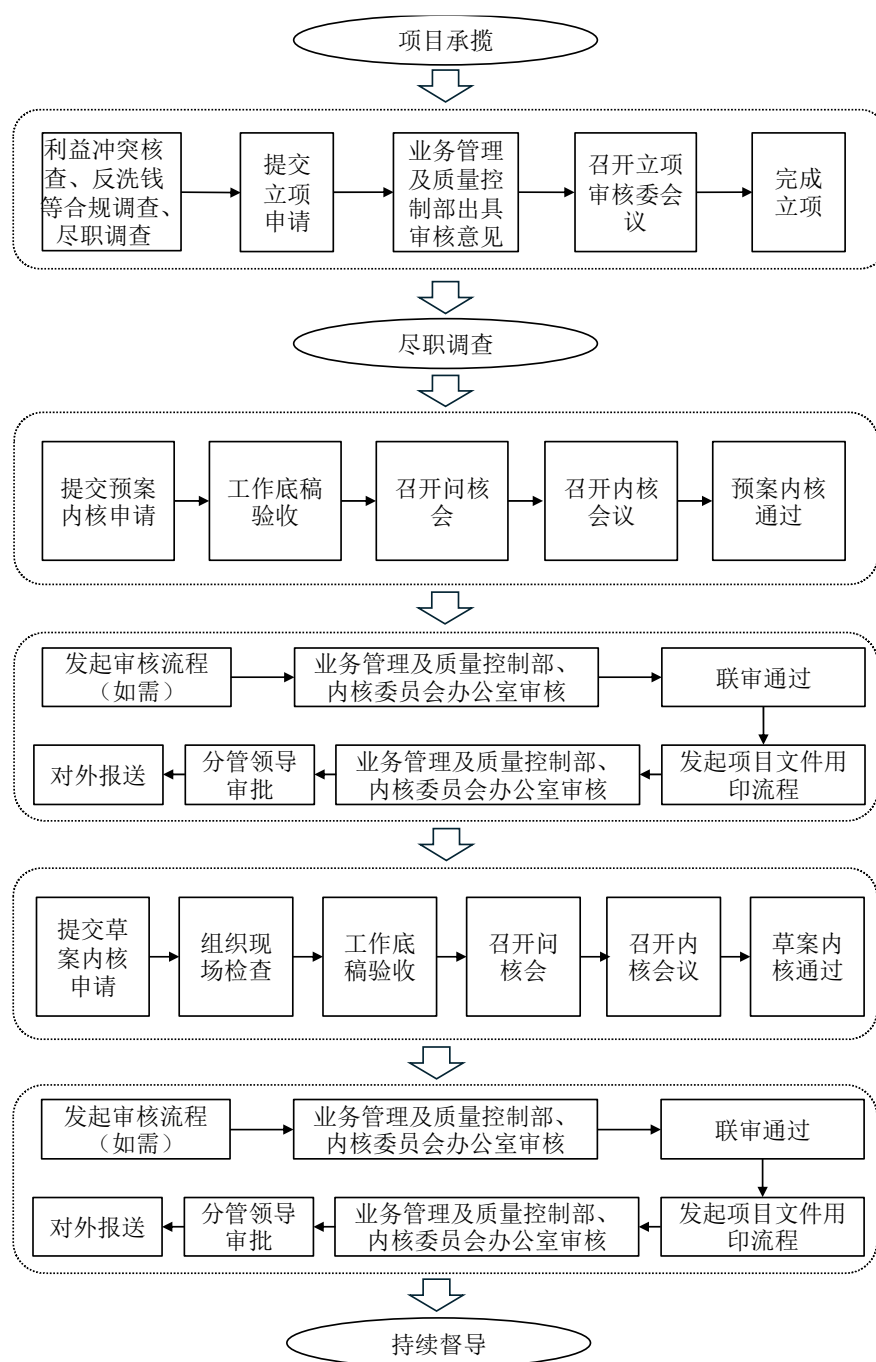 项目承揽
利益冲突核
查、反洗钱
等合规调查、
尽职调查
提交
立项
申请
业务管理
及质量控
制部出具
审核意见
召开立项
审核委会
议
完成
立项
尽职调查
提交预案
内核申请
工作底稿
验收
召开问核
会
召开内核
会议
预案内核
通过
发起审核流程
（如需）
业务管理及质量控制部、
内核委员会办公室审核
联审通过
发起项目文件用
印流程
业务管理及质量控制部、
内核委员会办公室审核
分管领导
审批
对外报送
提交草
案内核
申请
组织现
场检查
工作底
稿验收
召开问
核会
召开内
核会议
草案内
核通过
发起审核流程
（如需）
业务管理及质量控制部、
内核委员会办公室审核
联审通过
发起项目文件用
印流程
业务管理及质量控制部、
内核委员会办公室审核
分管领导
审批
对外报送
持续督导